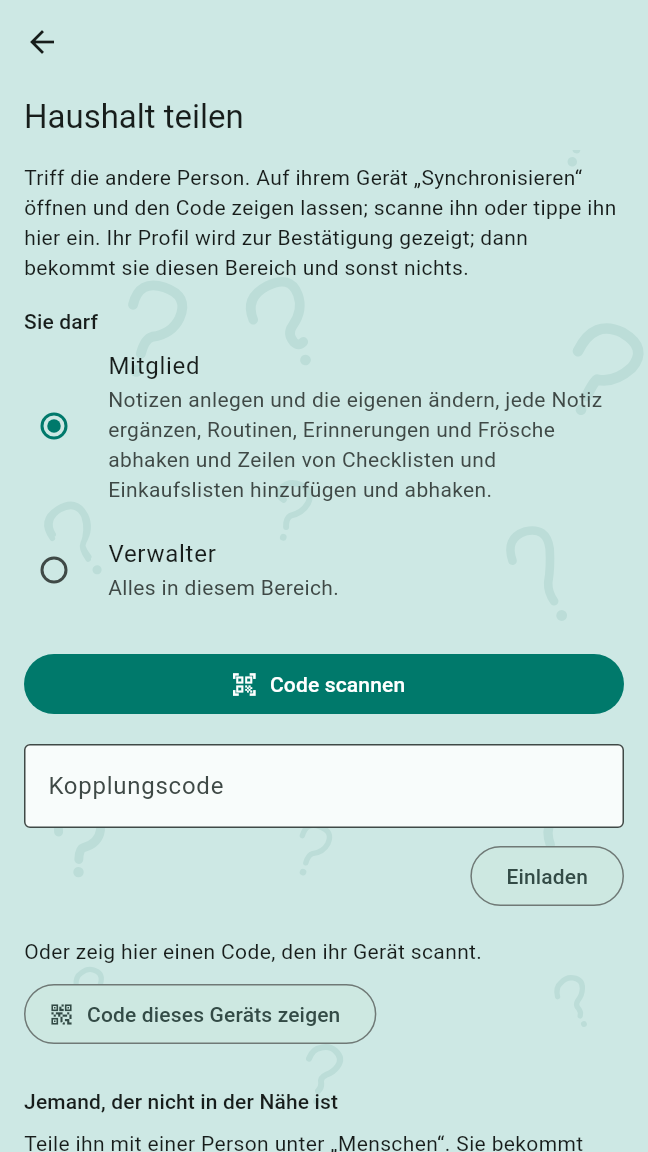 Haushalt teilen
Triff die andere Person. Auf ihrem Gerät „Synchronisieren“
öffnen und den Code zeigen lassen; scanne ihn oder tippe ihn
hier ein. Ihr Profil wird zur Bestätigung gezeigt; dann
bekommt sie diesen Bereich und sonst nichts.
Sie darf
Mitglied
Notizen anlegen und die eigenen ändern, jede Notiz
ergänzen, Routinen, Erinnerungen und Frösche
abhaken und Zeilen von Checklisten und
Einkaufslisten hinzufügen und abhaken.
Verwalter
Alles in diesem Bereich.
Code scannen
Kopplungscode
Einladen
Oder zeig hier einen Code, den ihr Gerät scannt.
Code dieses Geräts zeigen
Jemand, der nicht in der Nähe ist
Teile ihn mit einer Person unter „Menschen“. Sie bekommt